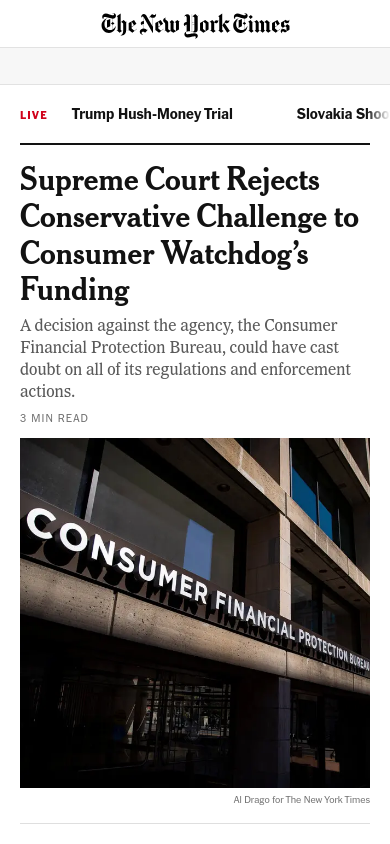 The New York Times
LIVE Trump Hush-Money Trial Slovakia Shoo
Supreme Court Rejects
Conservative Challenge to
Consumer Watchdog’s
Funding
A decision against the agency, the Consumer
Financial Protection Bureau, could have cast
doubt on all of its regulations and enforcement
actions.
3 MIN READ
CONSUMER FINANCIAL PROTECTION BUREAU
Al Drago for The New York Times